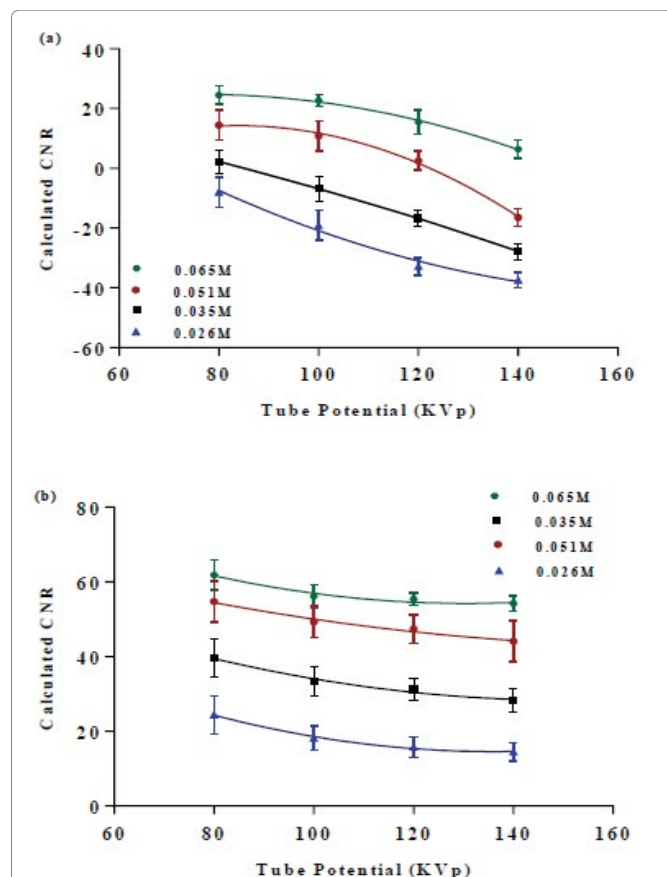 (a)
40
20
0
-20
-40
-60
Calculated CNR
0.065M
0.051M
0.035M
0.026M
60 80 100 120 140 160
Tube Potential (KVp)
(b)
80
60
40
20
0
Calculated CNR
0.065M
0.035M
0.051M
0.026M
60 80 100 120 140 160
Tube Potential (KVp)